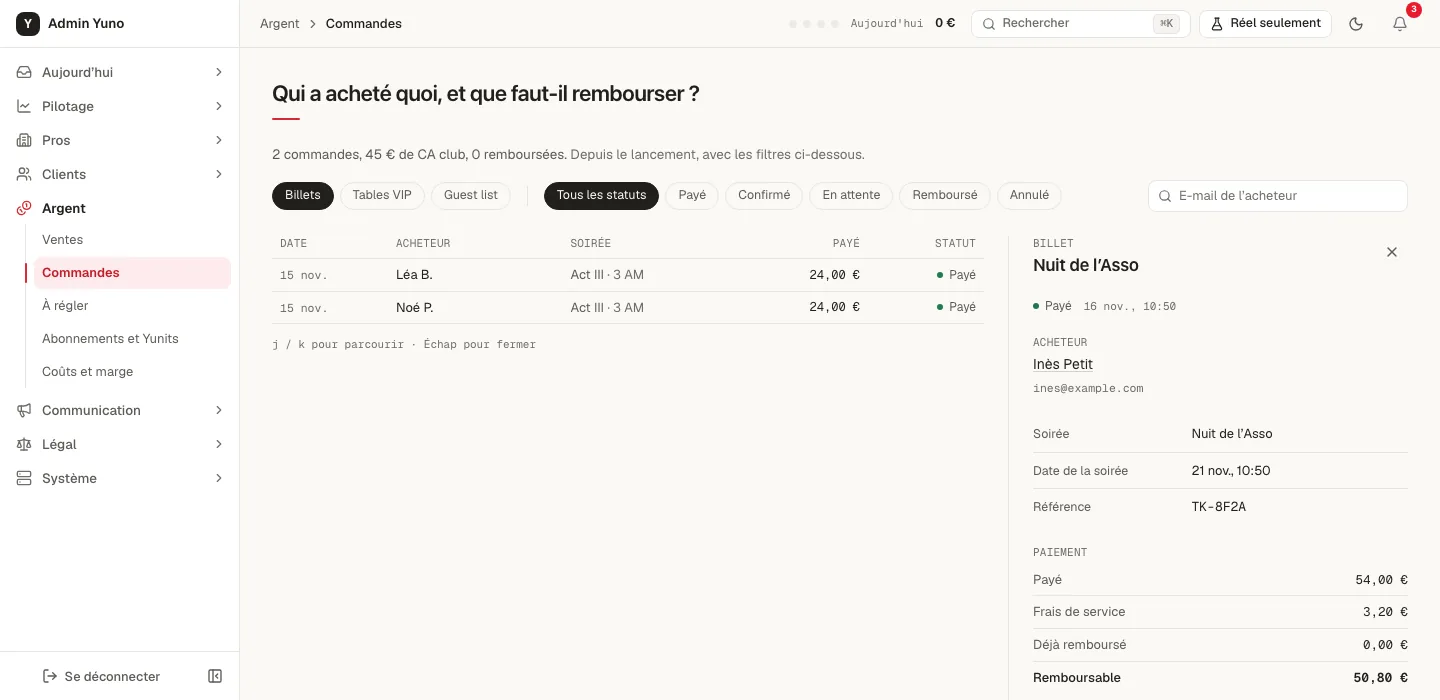 Y Admin Yuno
Aujourd'hui
Pilotage
Pros
Clients
Argent
Ventes
Commandes
À régler
Abonnements et Yunits
Coûts et marge
Communication
Légal
Système
Se déconnecter
Argent > Commandes
Aujourd'hui 0 €
Rechercher ⌘K
Réel seulement
3
Qui a acheté quoi, et que faut-il rembourser ?
2 commandes, 45 € de CA club, 0 remboursées. Depuis le lancement, avec les filtres ci-dessous.
Billets Tables VIP Guest list Tous les statuts Payé Confirmé En attente Remboursé Annulé
E-mail de l'acheteur
DATE ACHETEUR SOIRÉE PAYÉ STATUT
15 nov. Léa B. Act III · 3 AM 24,00 € Payé
15 nov. Noé P. Act III · 3 AM 24,00 € Payé
j / k pour parcourir · Échap pour fermer
BILLET
Nuit de l'Asso
Payé 16 nov., 10:50
ACHETEUR
Inès Petit
ines@example.com
Soirée Nuit de l'Asso
Date de la soirée 21 nov., 10:50
Référence TK-8F2A
PAIEMENT
Payé 54,00 €
Frais de service 3,20 €
Déjà remboursé 0,00 €
Remboursable 50,80 €